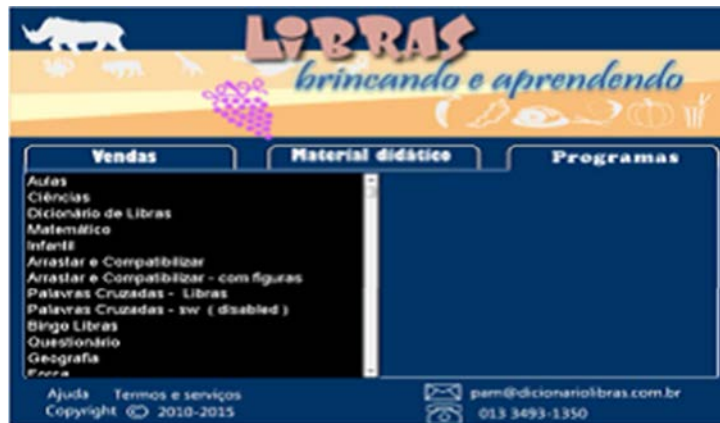 LiBRAS
brincando e aprendendo
Vendas
Material didático
Programas
Aulas
Ciências
Dicionário de Libras
Matemático
Infantil
Arrastar e Compatibilizar
Arrastar e Compatibilizar - com figuras
Palavras Cruzadas - Libras
Palavras Cruzadas - sw ( disabled )
Bingo Libras
Questionário
Geografia
Ajuda Termos e serviços
Copyright © 2010-2015
pam@dicionariolibras.com.br
013 3493-1350